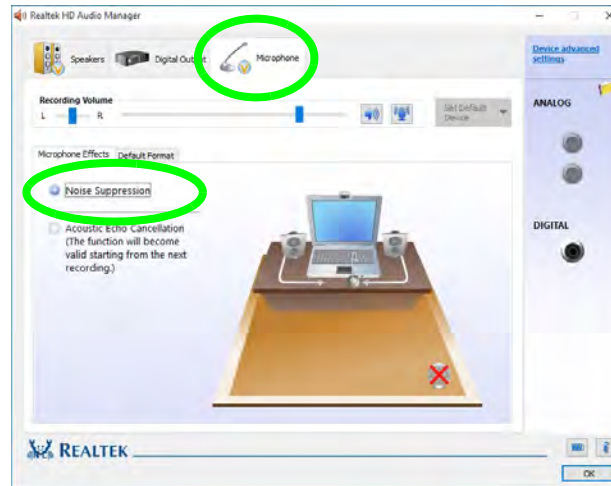 Realtek HD Audio Manager
Speakers
Digital Output
Microphone
Device advanced
settings
Recording Volume
L
R
Set Default
Device
ANALOG
Microphone Effects
Default Format
Noise Suppression
Acoustic Echo Cancellation
(The function will become
valid starting from the next
recording.)
DIGITAL
REALTEK
OK